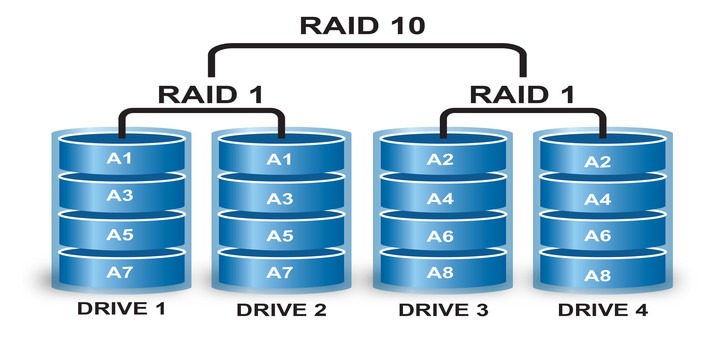 RAID 10
RAID 1 RAID 1
A1 A1 A2 A2
A3 A3 A4 A4
A5 A5 A6 A6
A7 A7 A8 A8
DRIVE 1 DRIVE 2 DRIVE 3 DRIVE 4